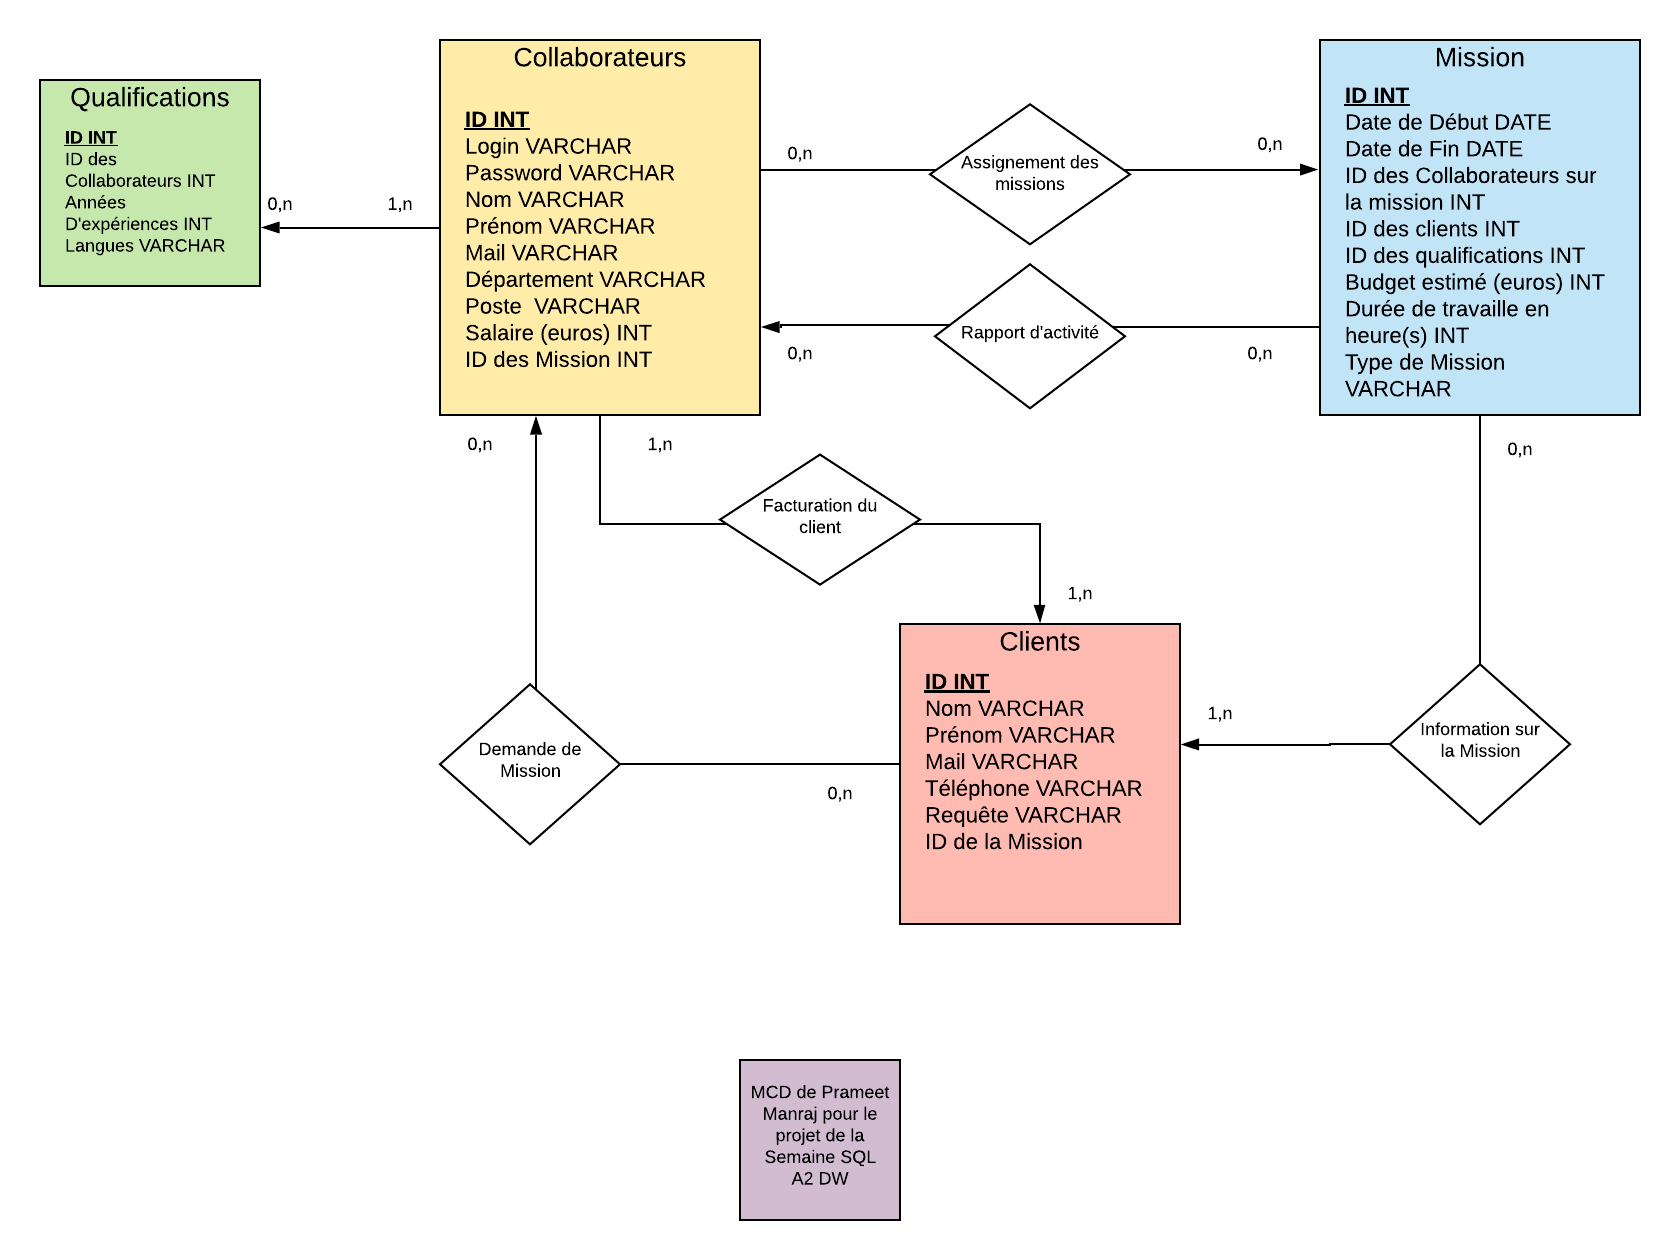 Qualifications
ID INT
ID des
Collaborateurs INT
Années
D'expériences INT
Langues VARCHAR
0,n
1,n
Collaborateurs
ID INT
Login VARCHAR
Password VARCHAR
Nom VARCHAR
Prénom VARCHAR
Mail VARCHAR
Département VARCHAR
Poste  VARCHAR
Salaire (euros) INT
ID des Mission INT
0,n
Assignement des
missions
0,n
0,n
Rapport d'activité
0,n
Mission
ID INT
Date de Début DATE
Date de Fin DATE
ID des Collaborateurs sur
la mission INT
ID des clients INT
ID des qualifications INT
Budget estimé (euros) INT
Durée de travaille en
heure(s) INT
Type de Mission
VARCHAR
0,n
1,n
0,n
Facturation du
client
1,n
Clients
ID INT
Nom VARCHAR
Prénom VARCHAR
Mail VARCHAR
Téléphone VARCHAR
Requête VARCHAR
ID de la Mission
Demande de
Mission
0,n
1,n
Information sur
la Mission
MCD de Prameet
Manraj pour le
projet de la
Semaine SQL
A2 DW